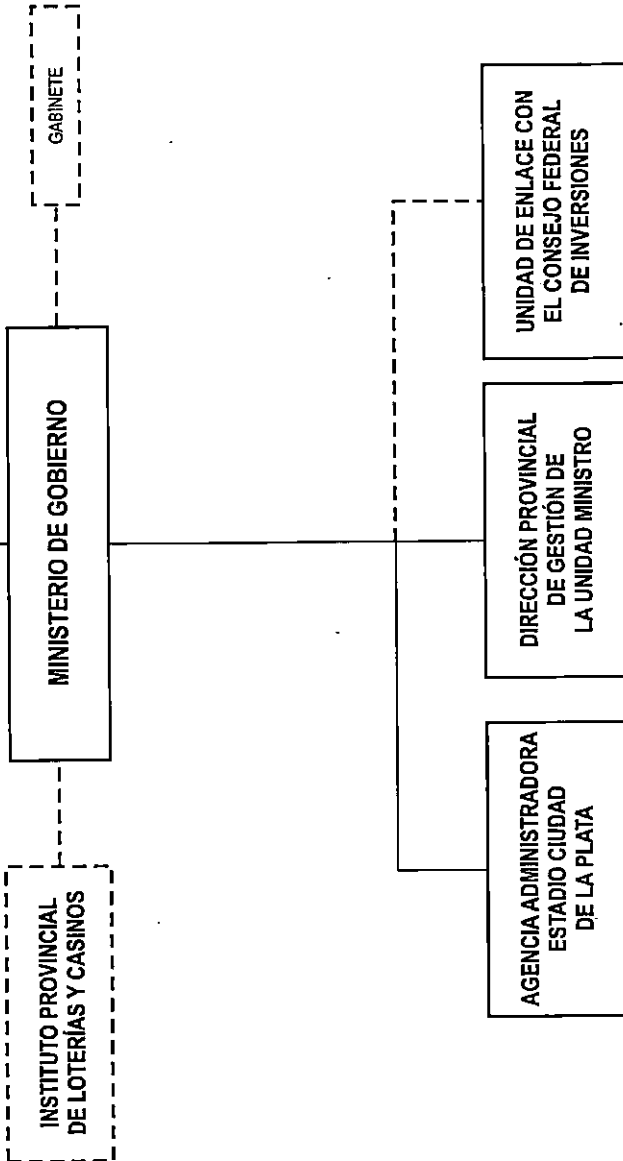 GABINETE
MINISTERIO DE GOBIERNO
INSTITUTO PROVINCIAL
DE LOTERÍAS Y CASINOS
AGENCIA ADMINISTRADORA
ESTADIO CIUDAD
DE LA PLATA
DIRECCIÓN PROVINCIAL
DE GESTIÓN DE
LA UNIDAD MINISTRO
UNIDAD DE ENLACE CON
EL CONSEJO FEDERAL
DE INVERSIONES